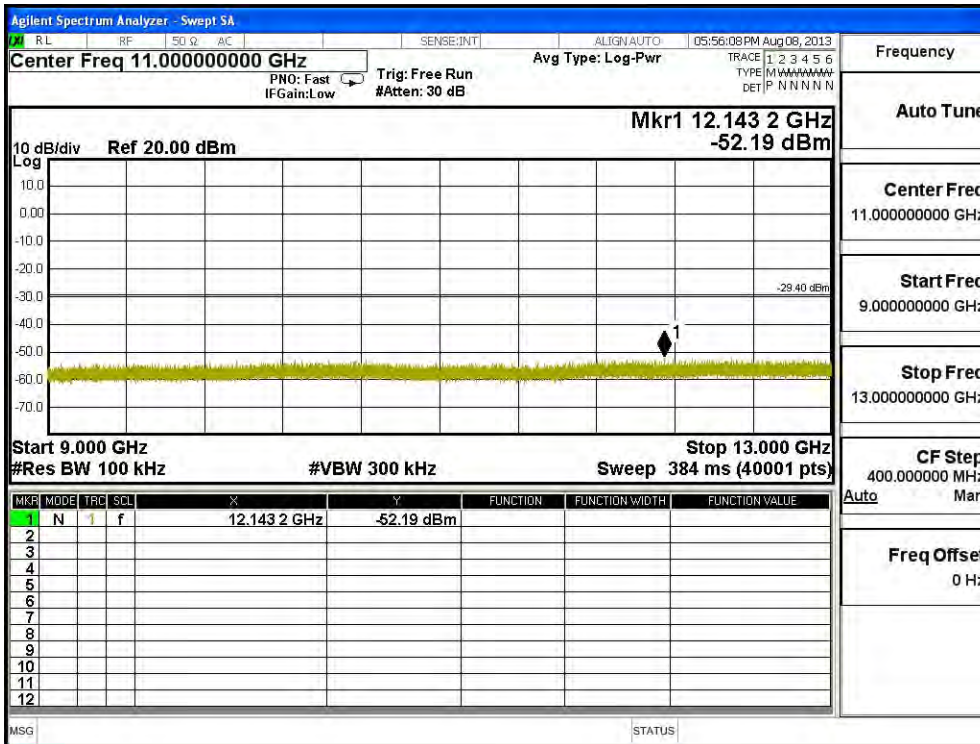 Agilent Spectrum Analyzer - Swept SA
RL RF 50 Ω AC SENSE:INT ALIGN AUTO 05:56:08 PM Aug 08, 2013
Center Freq 11.000000000 GHz
PNO: Fast
IFGain:Low
Trig: Free Run
#Atten: 30 dB
Avg Type: Log-Pwr
TRACE 1 2 3 4 5 6
TYPE M WWWWW
DET P N N N N N
Mkr1 12.143 2 GHz
-52.19 dBm
10 dB/div Ref 20.00 dBm
Log
10.0
0.00
-10.0
-20.0
-30.0
-40.0
-50.0
-60.0
-70.0
-29.40 dBm
1
Start 9.000 GHz Stop 13.000 GHz
#Res BW 100 kHz #VBW 300 kHz Sweep 384 ms (40001 pts)
MKR MODE TRC SCL X Y FUNCTION FUNCTION WIDTH FUNCTION VALUE
1 N 1 f 12.143 2 GHz -52.19 dBm
2
3
4
5
6
7
8
9
10
11
12
MSG STATUS
Frequency
Auto Tune
Center Freq
11.000000000 GHz
Start Freq
9.000000000 GHz
Stop Freq
13.000000000 GHz
CF Step
400.000000 MHz
Auto Man
Freq Offset
0 Hz